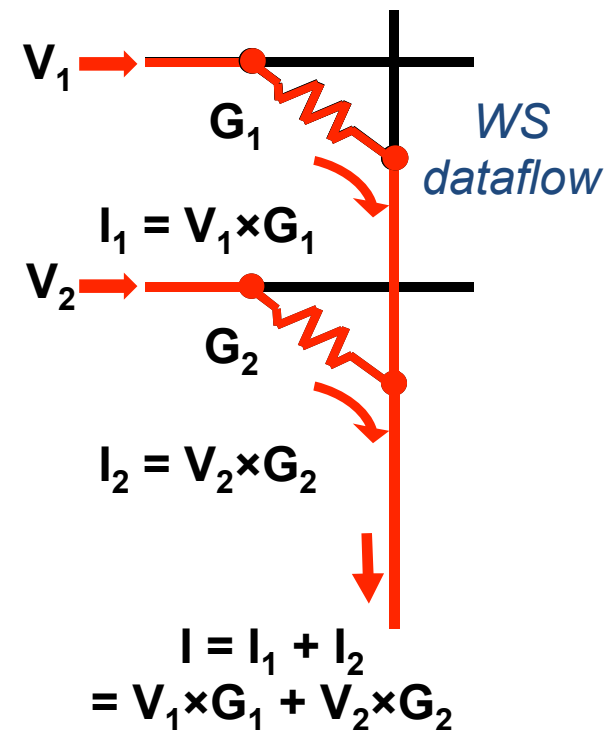 V₁
G₁
WS
dataflow
I₁ = V₁×G₁
V₂
G₂
I₂ = V₂×G₂
I = I₁ + I₂
= V₁×G₁ + V₂×G₂